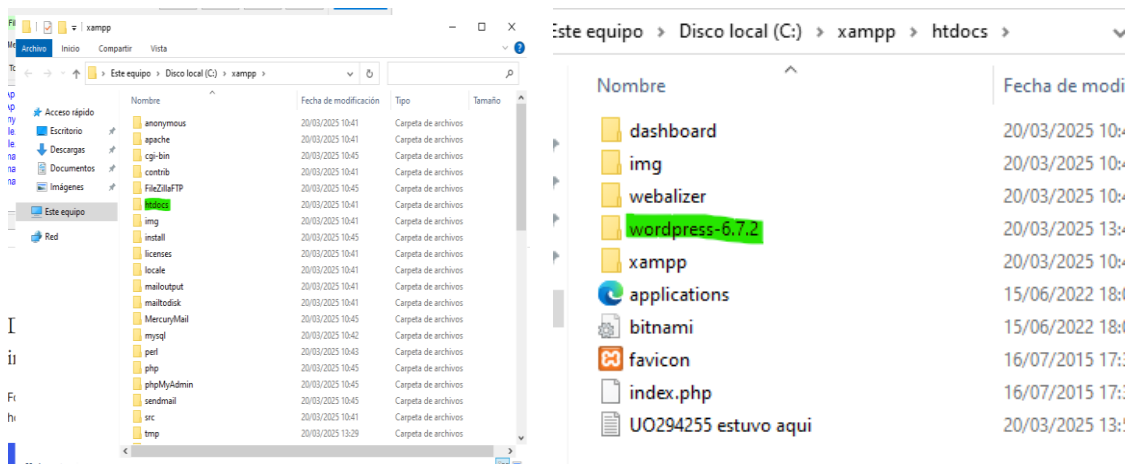 xampp
Archivo Inicio Compartir Vista
Este equipo > Disco local (C:) > xampp >
Nombre Fecha de modificación Tipo Tamaño
Acceso rápido
Escritorio
Descargas
Documentos
Imágenes
Este equipo
Red
anonymous 20/03/2025 10:41 Carpeta de archivos
apache 20/03/2025 10:41 Carpeta de archivos
cgi-bin 20/03/2025 10:45 Carpeta de archivos
contrib 20/03/2025 10:41 Carpeta de archivos
FileZillaFTP 20/03/2025 10:45 Carpeta de archivos
htdocs 20/03/2025 10:41 Carpeta de archivos
img 20/03/2025 10:41 Carpeta de archivos
install 20/03/2025 10:45 Carpeta de archivos
licenses 20/03/2025 10:41 Carpeta de archivos
locale 20/03/2025 10:41 Carpeta de archivos
mailoutput 20/03/2025 10:41 Carpeta de archivos
mailtodisk 20/03/2025 10:41 Carpeta de archivos
MercuryMail 20/03/2025 10:45 Carpeta de archivos
mysql 20/03/2025 10:42 Carpeta de archivos
perl 20/03/2025 10:43 Carpeta de archivos
php 20/03/2025 10:45 Carpeta de archivos
phpMyAdmin 20/03/2025 10:45 Carpeta de archivos
sendmail 20/03/2025 10:45 Carpeta de archivos
src 20/03/2025 10:41 Carpeta de archivos
tmp 20/03/2025 13:29 Carpeta de archivos
Este equipo > Disco local (C:) > xampp > htdocs >
Nombre Fecha de modi
dashboard 20/03/2025 10:4
img 20/03/2025 10:4
webalizer 20/03/2025 10:4
wordpress-6.7.2 20/03/2025 13:4
xampp 20/03/2025 10:4
applications 15/06/2022 18:0
bitnami 15/06/2022 18:0
favicon 16/07/2015 17:3
index.php 16/07/2015 17:3
UO294255 estuvo aqui 20/03/2025 13:5